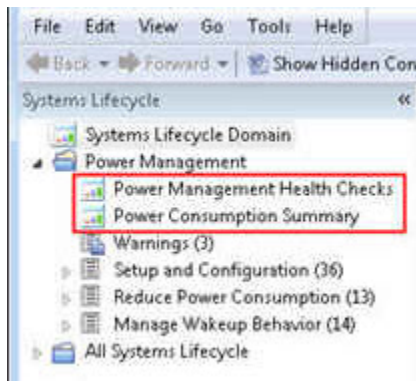 File Edit View Go Tools Help
Back Forward Show Hidden Con
Systems Lifecycle «
Systems Lifecycle Domain
Power Management
Power Management Health Checks
Power Consumption Summary
Warnings (3)
Setup and Configuration (36)
Reduce Power Consumption (13)
Manage Wakeup Behavior (14)
All Systems Lifecycle